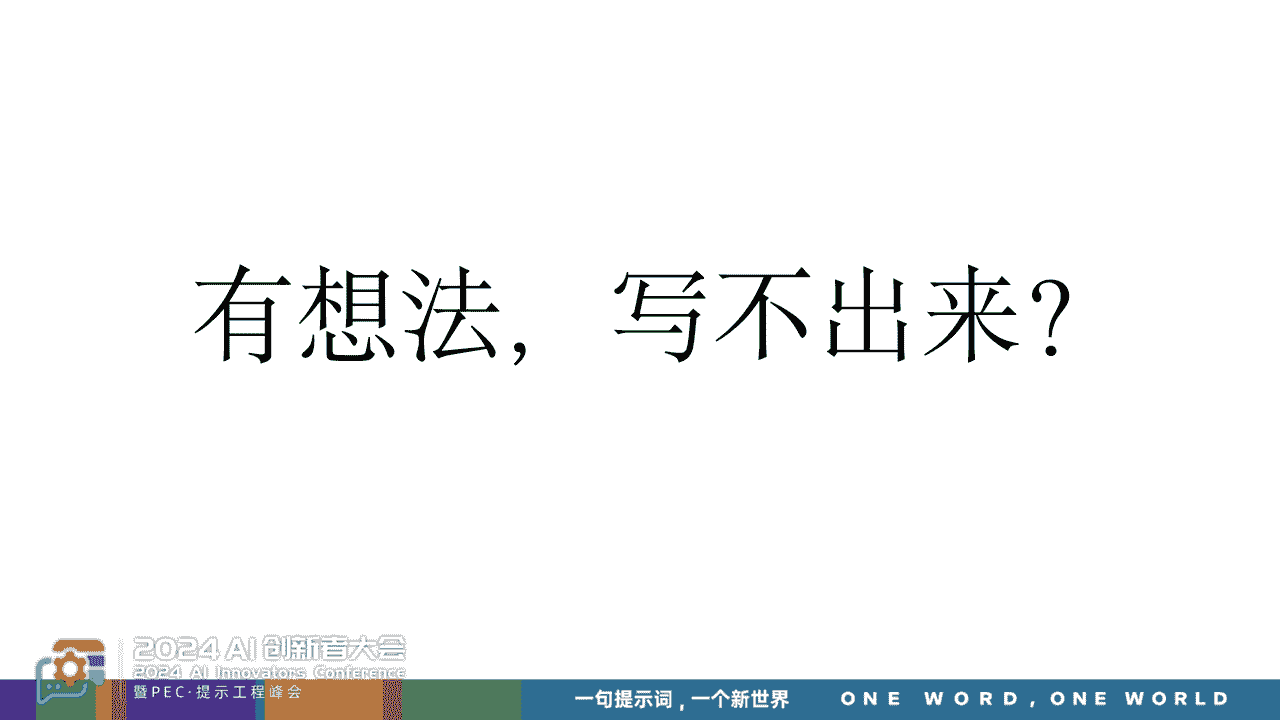 有想法，写不出来？
2024 AI 创新者大会
2024 AI Innovators Conference
暨PEC·提示工程峰会
一句提示词，一个新世界
ONE WORD, ONE WORLD